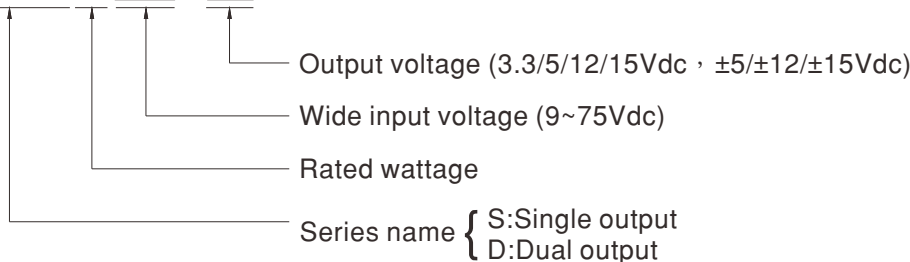 Output voltage (3.3/5/12/15Vdc，±5/±12/±15Vdc)
Wide input voltage (9~75Vdc)
Rated wattage
Series name { S:Single output
D:Dual output